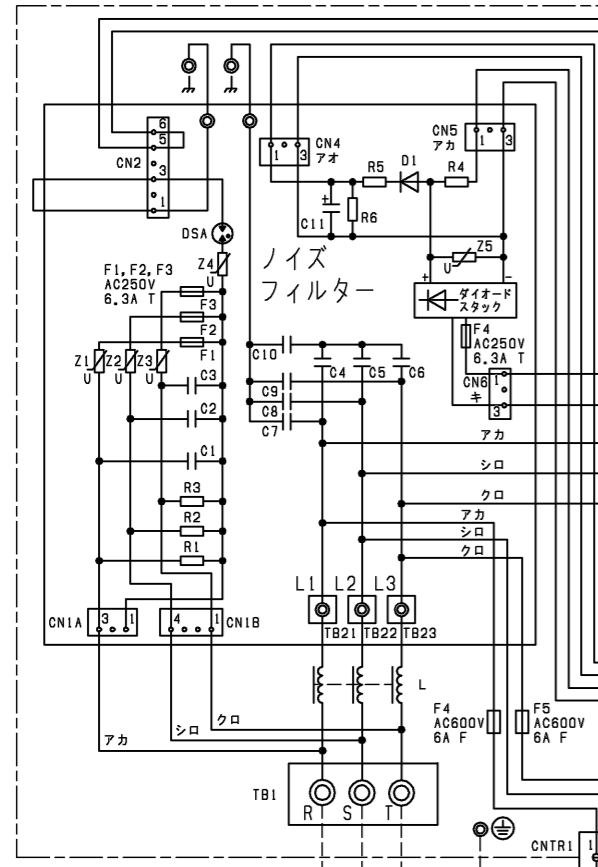 6
5
CN2
3
1
CN4
アオ
1
3
CN5
アカ
1
3
R5
D1
R4
+
C11
R6
DSA
Z4
U
ノイズ
フィルター
Z5
U
+
-
ダイオード
スタック
F1, F2, F3
AC250V
6.3A T
F3
F2
F1
Z1
U
Z2
U
Z3
U
F4
AC250V
6.3A T
CN6
キ
1
3
C10
C4
C5
C6
C9
C8
C7
C3
C2
C1
R3
R2
R1
アカ
シロ
クロ
アカ
シロ
クロ
L1
L2
L3
TB21
TB22
TB23
CN1A
3
1
4
1
CN1B
L
アカ
シロ
クロ
F4
AC600V
6A F
F5
AC600V
6A F
TB1
R
S
T
CNTR1
1